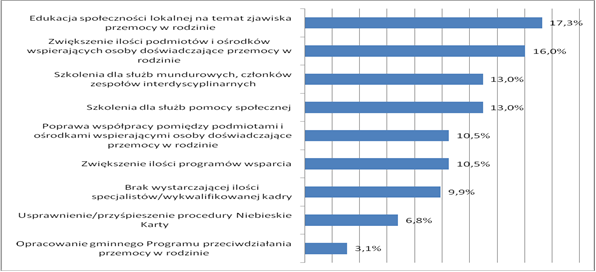 Edukacja społeczności lokalnej na temat zjawiska
przemocy w rodzinie
17,3%
Zwiększenie ilości podmiotów i ośrodków
wspierających osoby doświadczające przemocy w
rodzinie
16,0%
Szkolenia dla służb mundurowych, członków
zespołów interdyscyplinarnych
13,0%
Szkolenia dla służb pomocy społecznej
13,0%
Poprawa współpracy pomiędzy podmiotami i
ośrodkami wspierającymi osoby doświadczające
przemocy w rodzinie
10,5%
Zwiększenie ilości programów wsparcia
10,5%
Brak wystarczającej ilości
specjalistów/wykwalifikowanej kadry
9,9%
Usprawnienie/przyśpieszenie procedury Niebieskie
Karty
6,8%
Opracowanie gminnego Programu przeciwdziałania
przemocy w rodzinie
3,1%